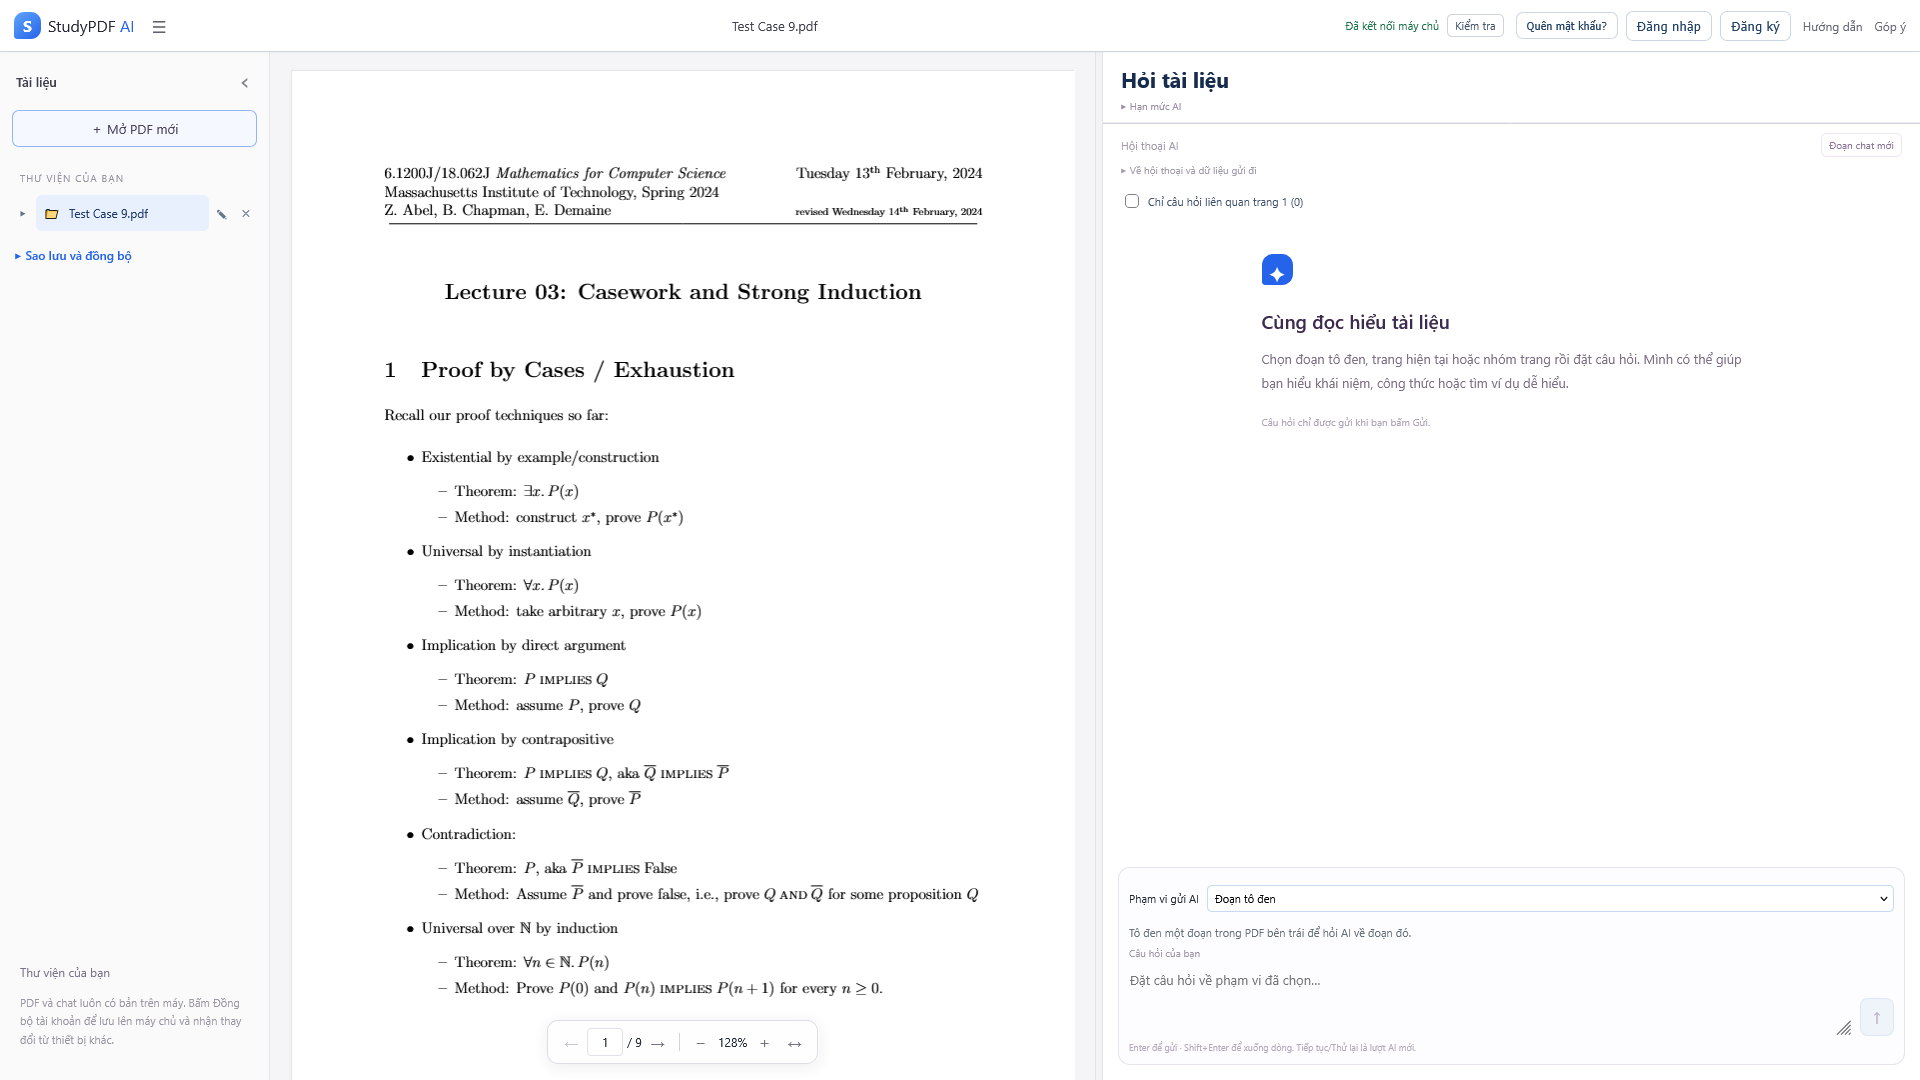 S StudyPDF AI ☰
Test Case 9.pdf
Đã kết nối máy chủ Kiểm tra Quên mật khẩu? Đăng nhập Đăng ký Hướng dẫn Góp ý
Tài liệu
+ Mở PDF mới
THƯ VIỆN CỦA BẠN
Test Case 9.pdf
Sao lưu và đồng bộ
Thư viện của bạn
PDF và chat luôn có bản trên máy. Bấm Đồng
bộ tài khoản để lưu lên máy chủ và nhận thay
đổi từ thiết bị khác.
6.1200J/18.062J Mathematics for Computer Science Tuesday 13th February, 2024
Massachusetts Institute of Technology, Spring 2024
Z. Abel, B. Chapman, E. Demaine revised Wednesday 14th February, 2024
Lecture 03: Casework and Strong Induction
1 Proof by Cases / Exhaustion
Recall our proof techniques so far:
• Existential by example/construction
– Theorem: ∃x. P(x)
– Method: construct x*, prove P(x*)
• Universal by instantiation
– Theorem: ∀x. P(x)
– Method: take arbitrary x, prove P(x)
• Implication by direct argument
– Theorem: P IMPLIES Q
– Method: assume P, prove Q
• Implication by contrapositive
– Theorem: P IMPLIES Q, aka Q̅ IMPLIES P̅
– Method: assume Q̅, prove P̅
• Contradiction:
– Theorem: P, aka P̅ IMPLIES False
– Method: Assume P̅ and prove false, i.e., prove Q AND Q̅ for some proposition Q
• Universal over ℕ by induction
– Theorem: ∀n ∈ ℕ. P(n)
– Method: Prove P(0) and P(n) IMPLIES P(n + 1) for every n ≥ 0.
← 1 / 9 → − 128% + ↔
Hỏi tài liệu
Hạn mức AI
Hội thoại AI Đoạn chat mới
Về hội thoại và dữ liệu gửi đi
Chỉ câu hỏi liên quan trang 1 (0)
Cùng đọc hiểu tài liệu
Chọn đoạn tô đen, trang hiện tại hoặc nhóm trang rồi đặt câu hỏi. Mình có thể giúp
bạn hiểu khái niệm, công thức hoặc tìm ví dụ dễ hiểu.
Câu hỏi chỉ được gửi khi bạn bấm Gửi.
Phạm vi gửi AI Đoạn tô đen
Tô đen một đoạn trong PDF bên trái để hỏi AI về đoạn đó.
Câu hỏi của bạn
Đặt câu hỏi về phạm vi đã chọn...
Enter để gửi · Shift+Enter để xuống dòng. Tiếp tục/Thử lại là lượt AI mới.